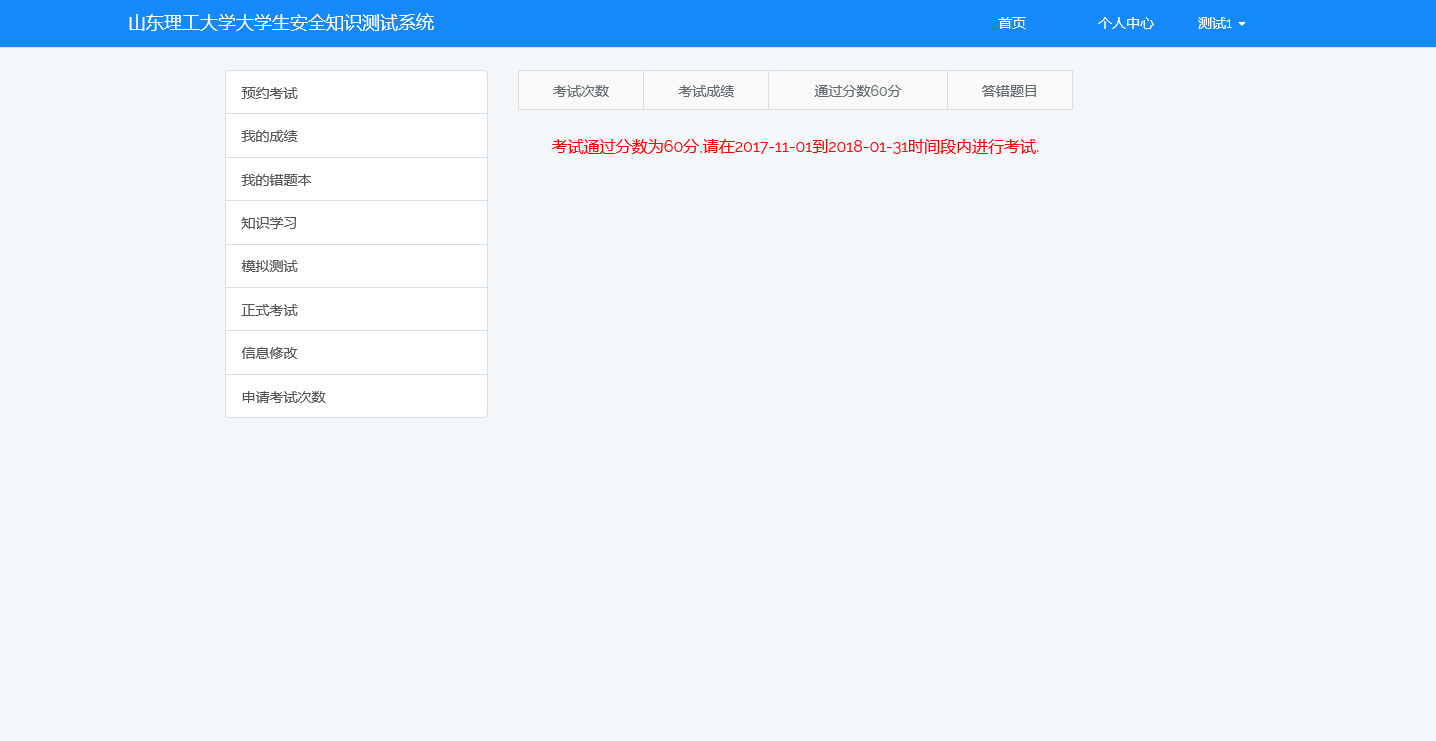 山东理工大学大学生安全知识测试系统
首页
个人中心
测试1
预约考试
我的成绩
我的错题本
知识学习
模拟测试
正式考试
信息修改
申请考试次数
考试次数
考试成绩
通过分数60分
答错题目
考试通过分数为60分,请在2017-11-01到2018-01-31时间段内进行考试.